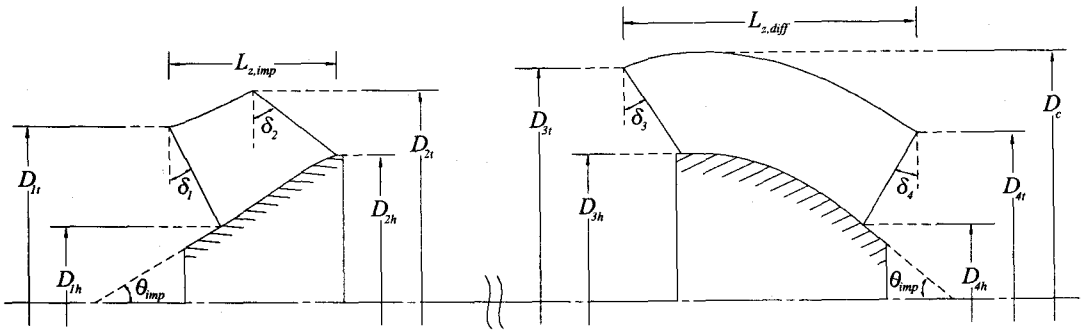 L_{z,imp}
L_{z,diff}
δ_2
δ_3
D_{3t}
D_c
D_{1t}
δ_1
D_{2t}
δ_4
D_{4t}
D_{2h}
D_{3h}
D_{1h}
θ_{imp}
θ_{imp}
D_{4h}